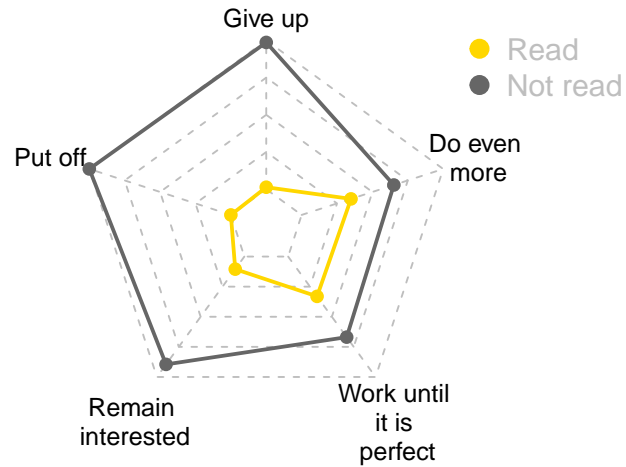 Give up
Read
Not read
Do even
more
Put off
Work until
it is
perfect
Remain
interested